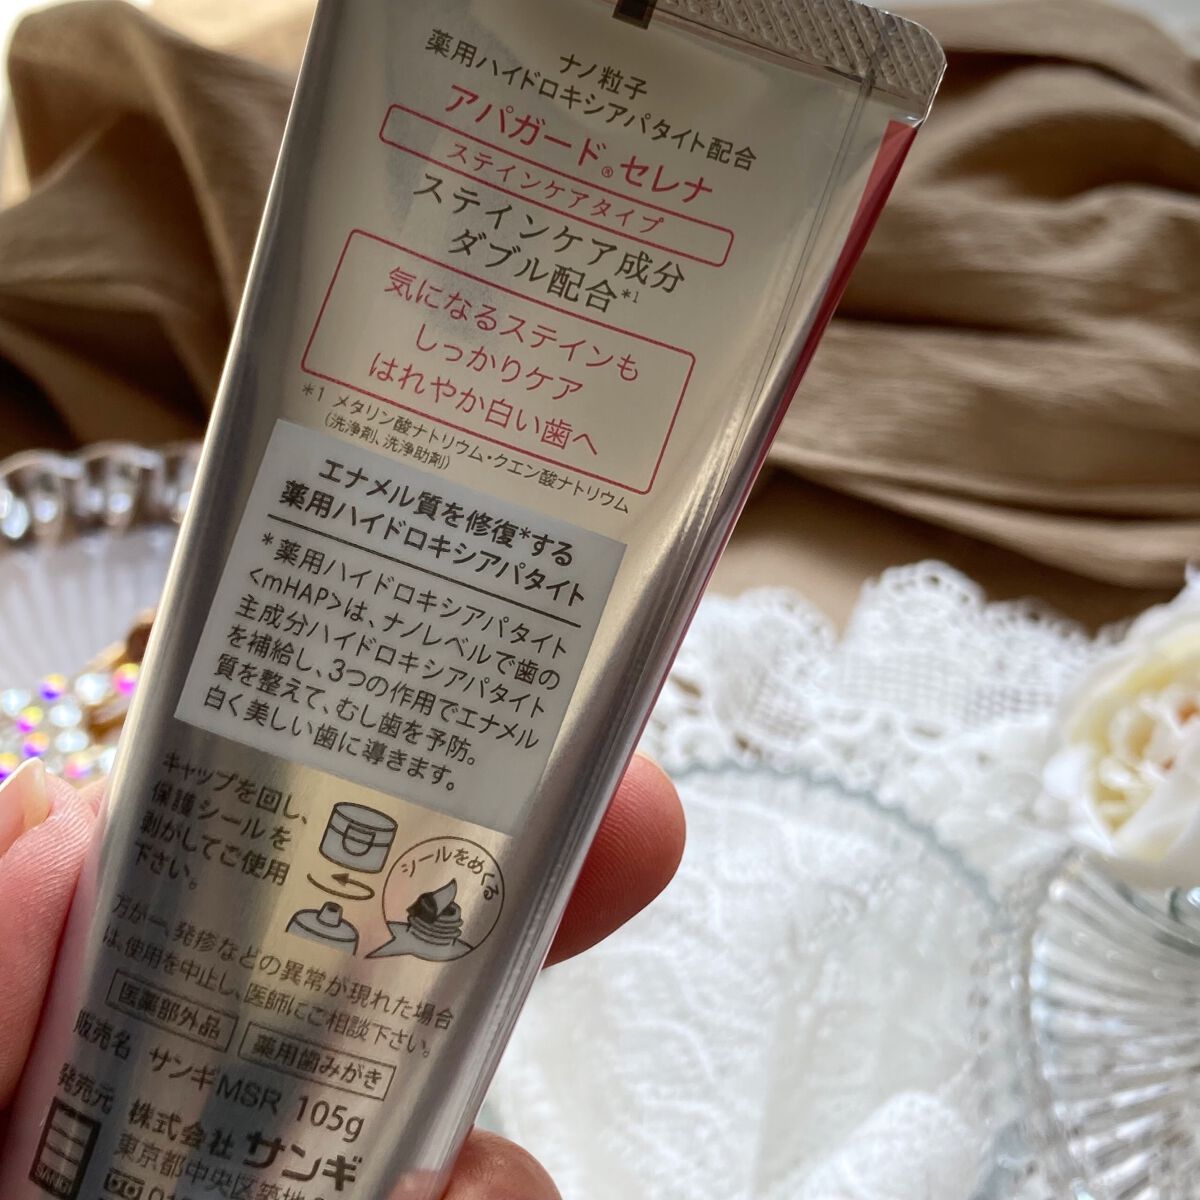 ナノ粒子
薬用ハイドロキシアパタイト配合
アパガード®セレナ
ステインケアタイプ
ステインケア成分
ダブル配合*1
気になるステインも
しっかりケア
はれやか白い歯へ
*1 メタリン酸ナトリウム・クエン酸ナトリウム
(洗浄剤、洗浄助剤)
エナメル質を修復*する
薬用ハイドロキシアパタイト
*薬用ハイドロキシアパタイト
<mHAP>は、ナノレベルで歯の
主成分ハイドロキシアパタイト
を補給し、3つの作用でエナメル
質を整えて、むし歯を予防。
白く美しい歯に導きます。
キャップを回し、
保護シールを
剥がしてご使用
下さい。
シールをめくる
万が一、発疹などの異常が現れた場合
は、使用を中止し、医師にご相談下さい。
医薬部外品
薬用歯みがき
販売名 サンギMSR 105g
発売元 株式会社 サンギ
SANGI
東京都中央区築地